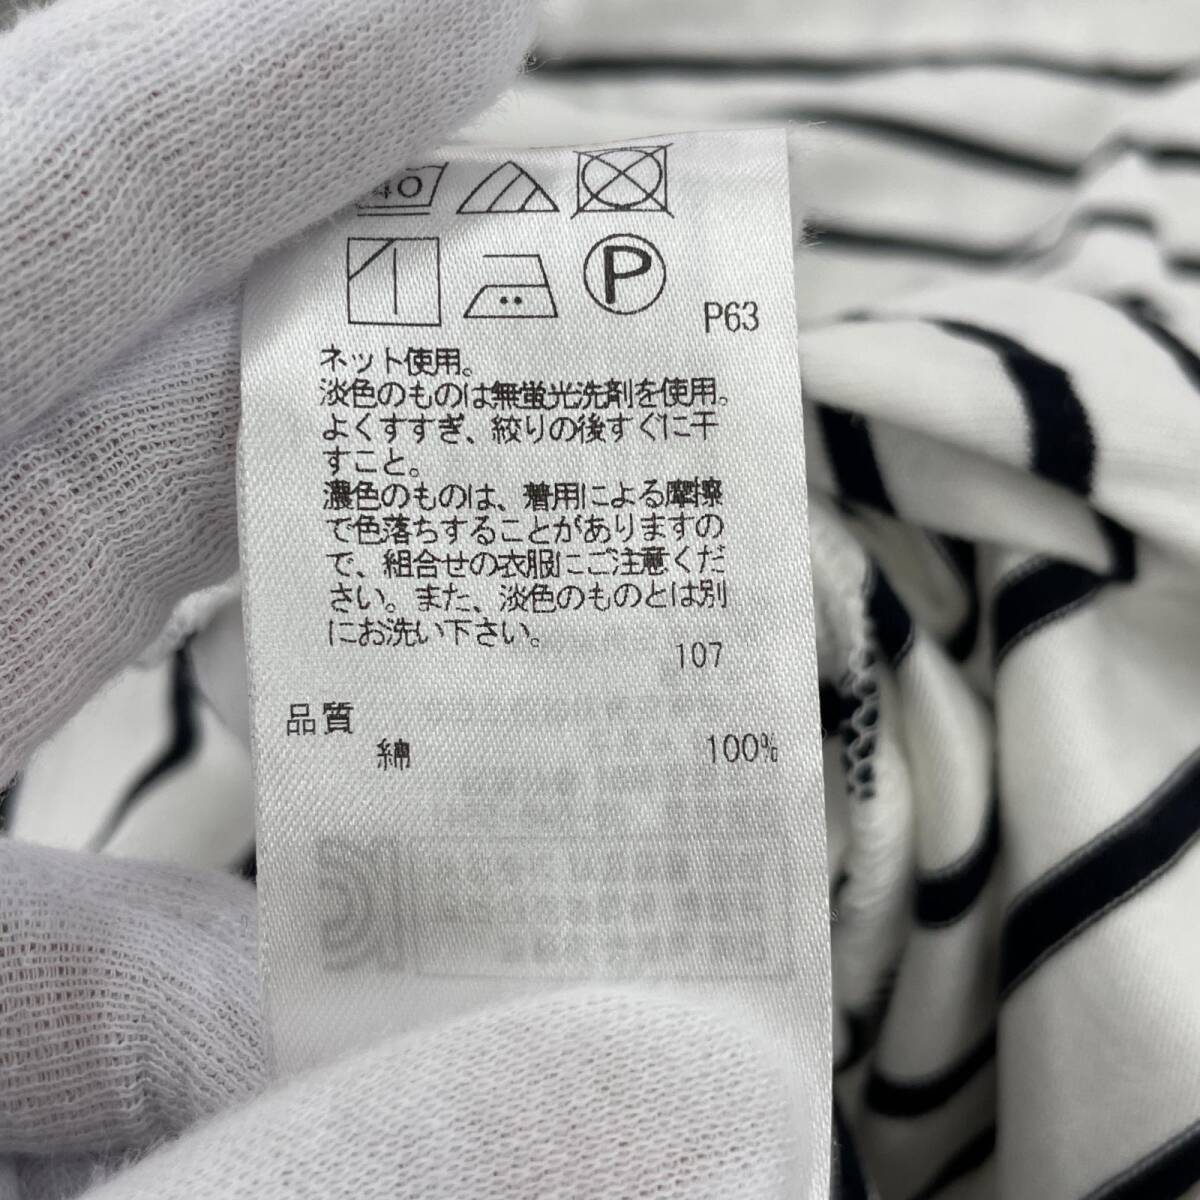 40
P
P63
ネット使用。
淡色のものは無蛍光洗剤を使用。
よくすすぎ、絞りの後すぐに干
すこと。
濃色のものは、着用による摩擦
で色落ちすることがありますの
で、組合せの衣服にご注意くだ
さい。また、淡色のものとは別
にお洗い下さい。
107
品質
綿 100%